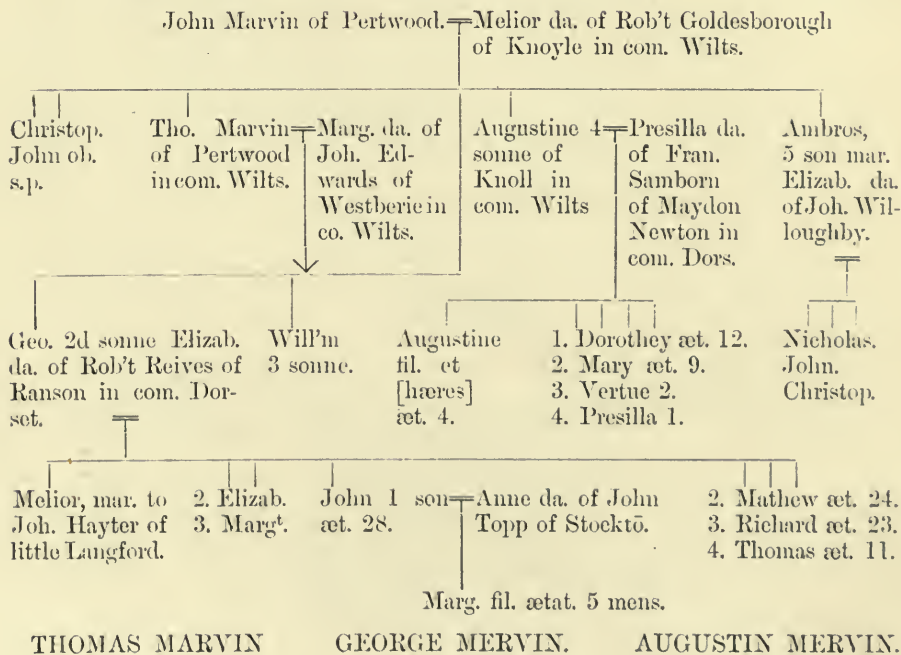 John Marvin of Pertwood. Melior da. of Rob't Goldesborough
of Knoyle in com. Wilts.
Christop.
John ob.
s.p.
Tho. Marvin
of Pertwood
in com. Wilts.
Marg. da. of
Joh. Ed-
wards of
Westberie in
co. Wilts.
Augustine 4
sonne of
Knoll in
com. Wilts
Presilla da.
of Fran.
Samborn
of Maydon
Newton in
com. Dors.
Ambros,
5 son mar.
Elizab. da.
of Joh. Wil-
loughby.
Geo. 2d sonne Elizab.
da. of Rob't Reives of
Ranson in com. Dor-
set.
Will'm
3 sonne.
Augustine
fil. et
[hæres]
æt. 4.
1. Dorothey æt. 12.
2. Mary æt. 9.
3. Vertue 2.
4. Presilla 1.
Nicholas.
John.
Christop.
Melior, mar. to
Joh. Hayter of
little Langford.
2. Elizab.
3. Margt.
John 1 son
æt. 28.
Anne da. of John
Topp of Stocktō.
2. Mathew æt. 24.
3. Richard æt. 23.
4. Thomas æt. 11.
Marg. fil. ætat. 5 mens.
THOMAS MARVIN GEORGE MERVIN. AUGUSTIN MERVIN.